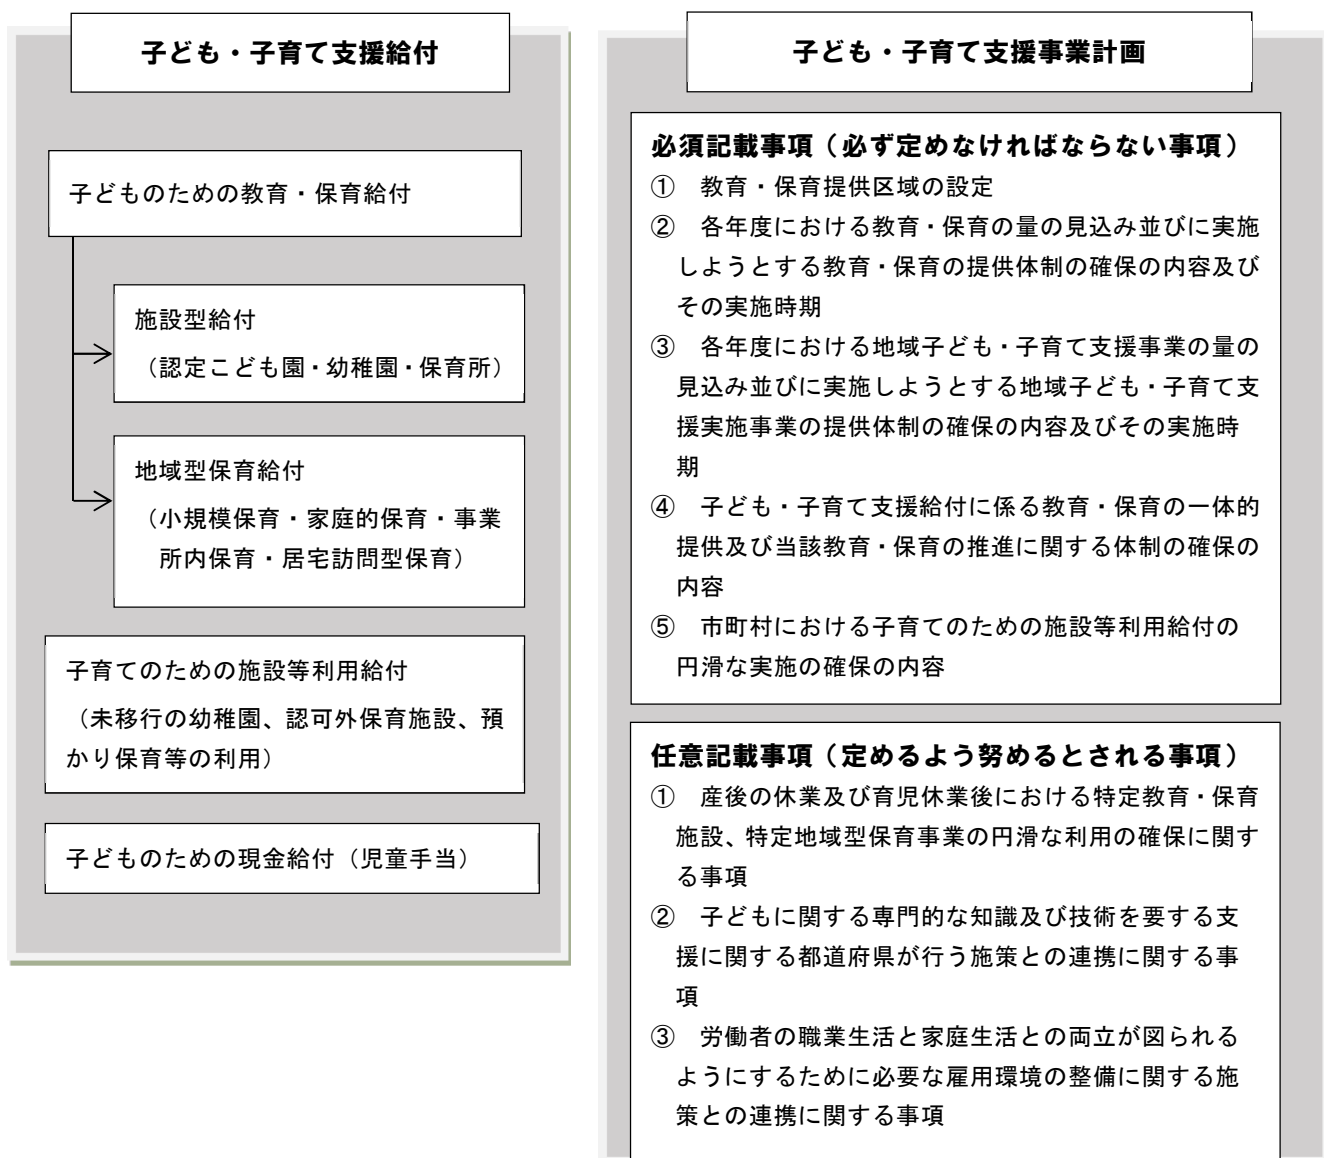 子ども・子育て支援給付
子どものための教育・保育給付
施設型給付
（認定こども園・幼稚園・保育所）
地域型保育給付
（小規模保育・家庭的保育・事業
所内保育・居宅訪問型保育）
子育てのための施設等利用給付
（未移行の幼稚園、認可外保育施設、預
かり保育等の利用）
子どものための現金給付（児童手当）
子ども・子育て支援事業計画
必須記載事項（必ず定めなければならない事項）
①　教育・保育提供区域の設定
②　各年度における教育・保育の量の見込み並びに実施
しようとする教育・保育の提供体制の確保の内容及び
その実施時期
③　各年度における地域子ども・子育て支援事業の量の
見込み並びに実施しようとする地域子ども・子育て支
援実施事業の提供体制の確保の内容及びその実施時
期
④　子ども・子育て支援給付に係る教育・保育の一体的
提供及び当該教育・保育の推進に関する体制の確保の
内容
⑤　市町村における子育てのための施設等利用給付の
円滑な実施の確保の内容
任意記載事項（定めるよう努めるとされる事項）
①　産後の休業及び育児休業後における特定教育・保育
施設、特定地域型保育事業の円滑な利用の確保に関す
る事項
②　子どもに関する専門的な知識及び技術を要する支
援に関する都道府県が行う施策との連携に関する事
項
③　労働者の職業生活と家庭生活との両立が図られる
ようにするために必要な雇用環境の整備に関する施
策との連携に関する事項